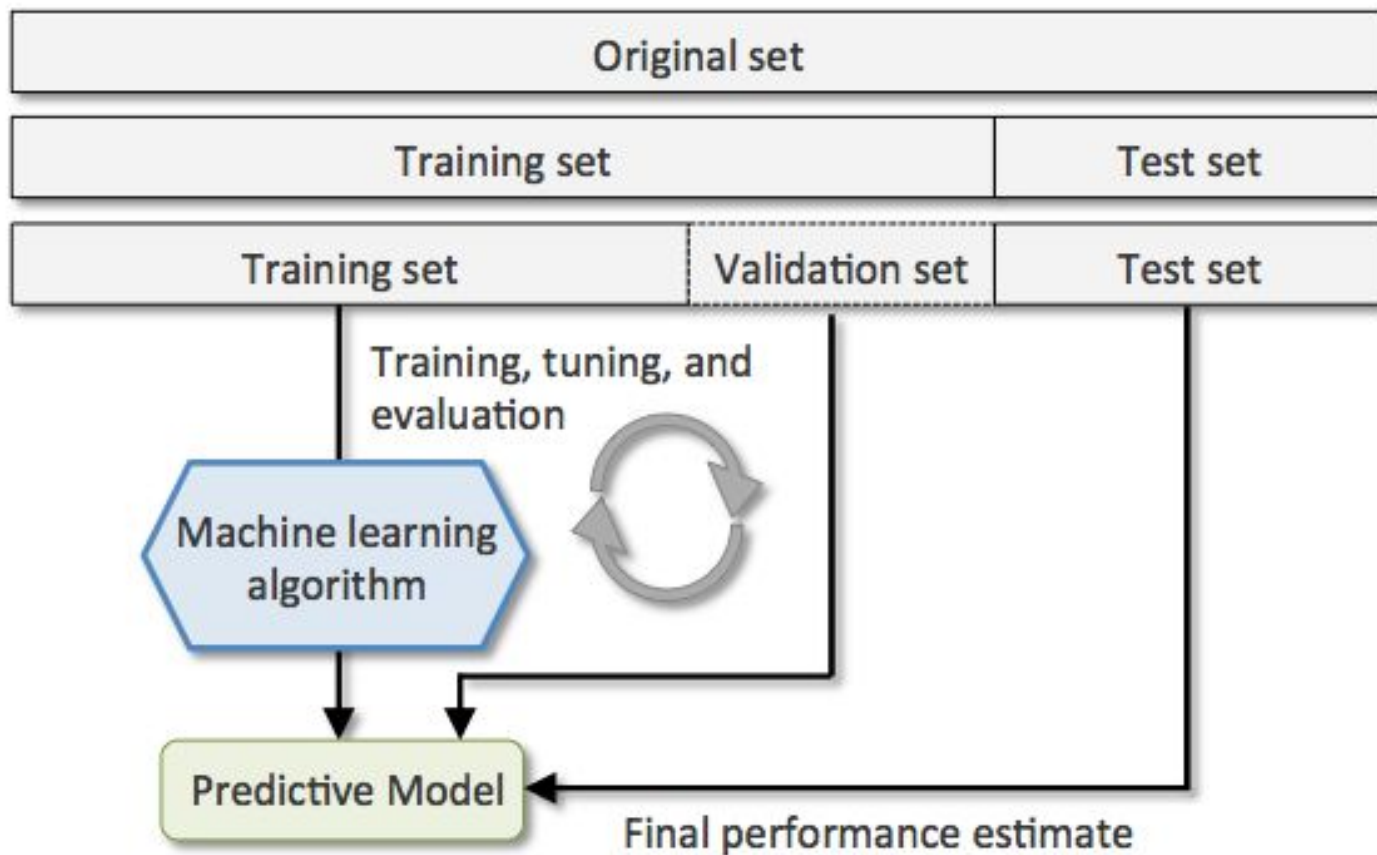 Original set
Training set Test set
Training set Validation set Test set
Training, tuning, and
evaluation
Machine learning
algorithm
Predictive Model
Final performance estimate